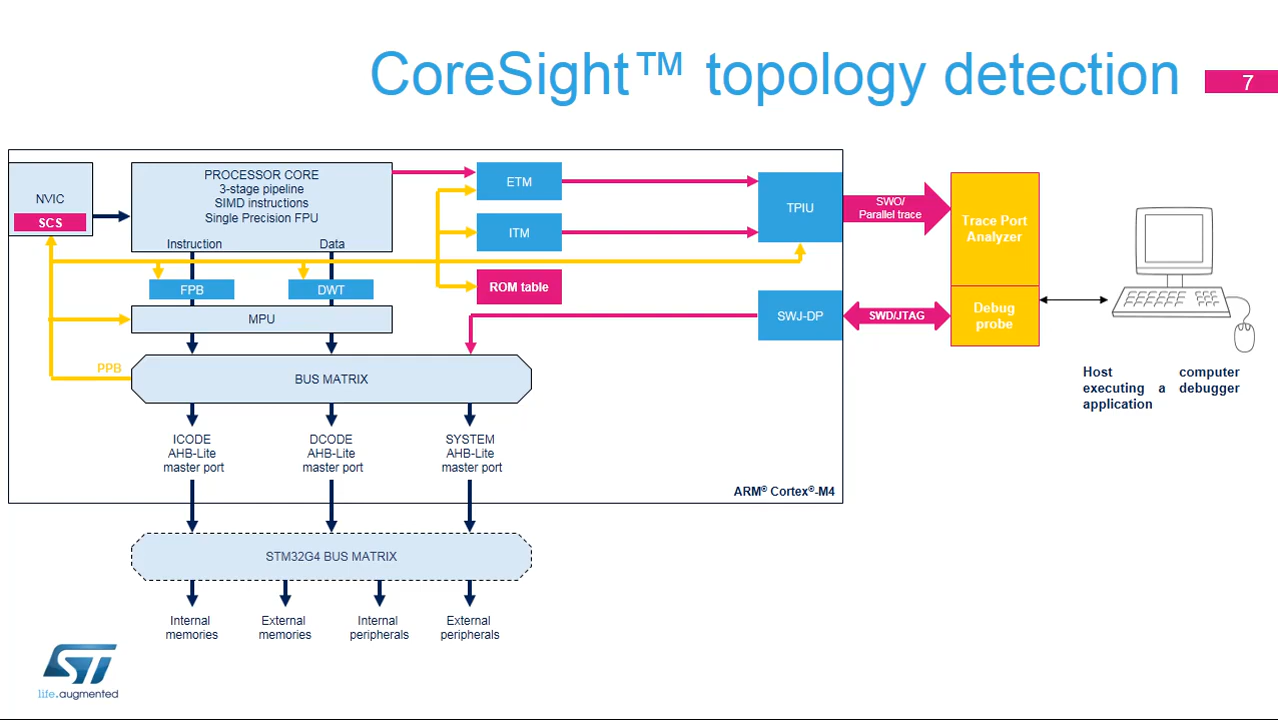 CoreSight™ topology detection
7
NVIC
SCS
PROCESSOR CORE
3-stage pipeline
SIMD instructions
Single Precision FPU
Instruction
Data
ETM
ITM
ROM table
TPIU
SWO/
Parallel trace
Trace Port
Analyzer
FPB
DWT
MPU
SWJ-DP
SWD/JTAG
Debug
probe
PPB
BUS MATRIX
Host computer
executing a debugger
application
ICODE
AHB-Lite
master port
DCODE
AHB-Lite
master port
SYSTEM
AHB-Lite
master port
ARM® Cortex®-M4
STM32G4 BUS MATRIX
Internal
memories
External
memories
Internal
peripherals
External
peripherals
ST
life.augmented